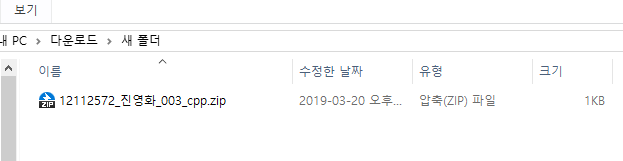 보기
내 PC > 다운로드 > 새 폴더
이름 수정한 날짜 유형 크기
ZIP 12112572_진영화_003_cpp.zip 2019-03-20 오후... 압축(ZIP) 파일 1KB